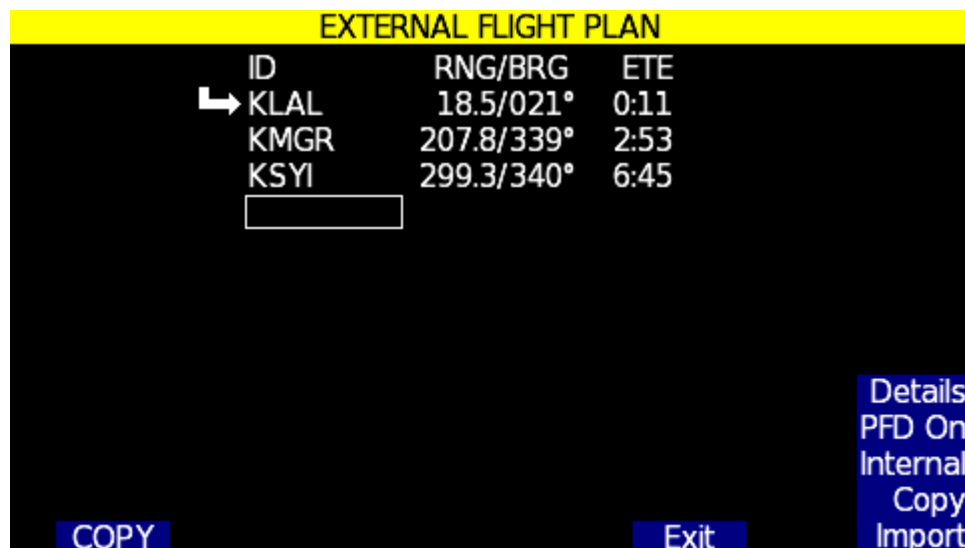 EXTERNAL FLIGHT PLAN
ID RNG/BRG ETE
KLAL 18.5/021° 0:11
KMGR 207.8/339° 2:53
KSYI 299.3/340° 6:45
Details
PFD On
Internal
Copy
COPY Exit Import